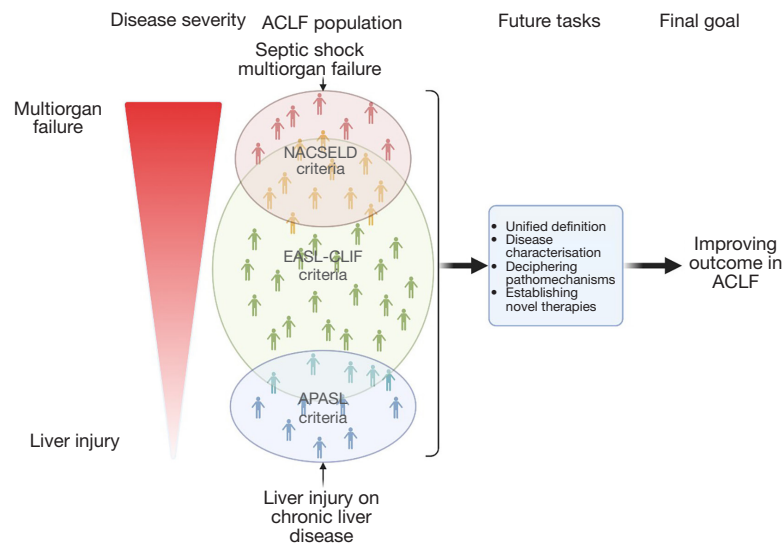 Disease severity
ACLF population
Future tasks
Final goal
Septic shock
multiorgan failure
Multiorgan
failure
NACSELD
criteria
EASL-CLIF
criteria
APASL
criteria
Liver injury
Liver injury on
chronic liver
disease
• Unified definition
• Disease
characterisation
• Deciphering
pathomechanisms
• Establishing
novel therapies
Improving
outcome in
ACLF